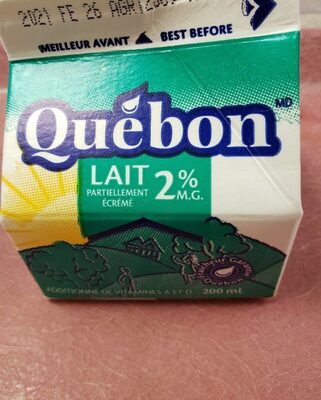 2021 FE 26
MEILLEUR AVANT BEST BEFORE
Québon MD
LAIT
PARTIELLEMENT
ÉCRÉMÉ
2%
M.G.
Québon
ADDITIONNÉ DE VITAMINES A ET D 200 mL